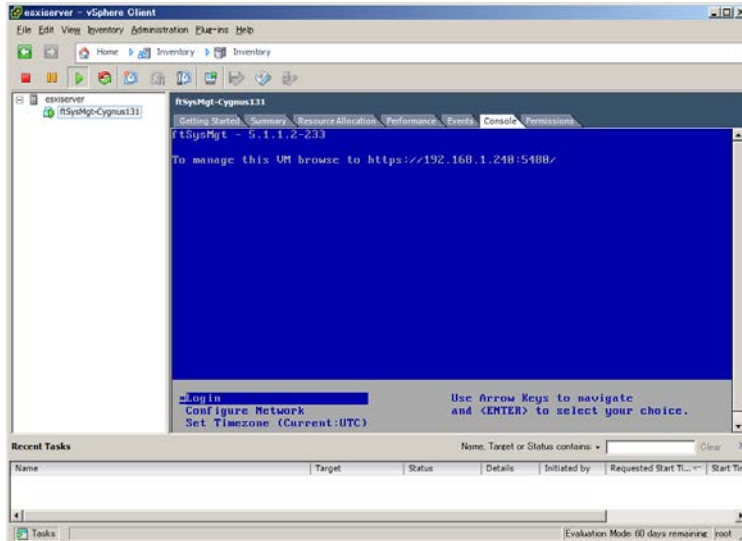 esxiserver - vSphere Client
File Edit View Inventory Administration Plug-ins Help
Home Inventory Inventory
esxiserver
ftSysMgt-Cygnus131
ftSysMgt-Cygnus131
Getting Started Summary Resource Allocation Performance Events Console Permissions
ftSysMgt - 5.1.1.2-233
To manage this VM browse to https://192.168.1.240:5480/
Login
Configure Network
Set Timezone (Current:UTC)
Use Arrow Keys to navigate
and <ENTER> to select your choice.
Recent Tasks
Name, Target or Status contains:
Clear
Name Target Status Details Initiated by Requested Start Ti... Start Ti
Tasks
Evaluation Mode: 60 days remaining root